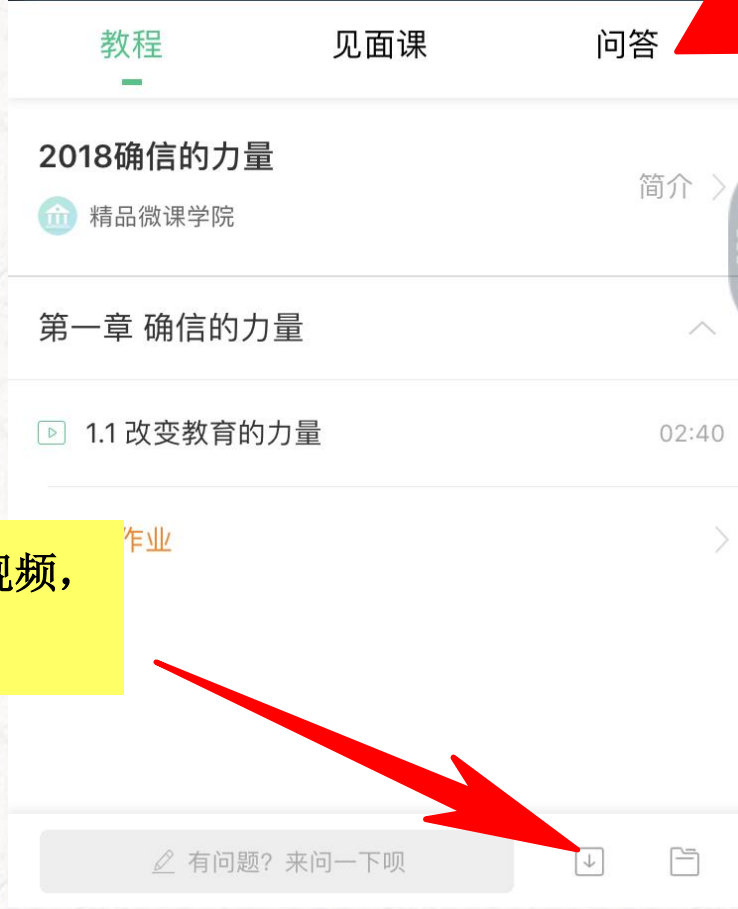 教程 见面课 问答
2018确信的力量
简介
精品微课学院
第一章 确信的力量
1.1 改变教育的力量 02:40
作业
视频，
有问题？来问一下呗